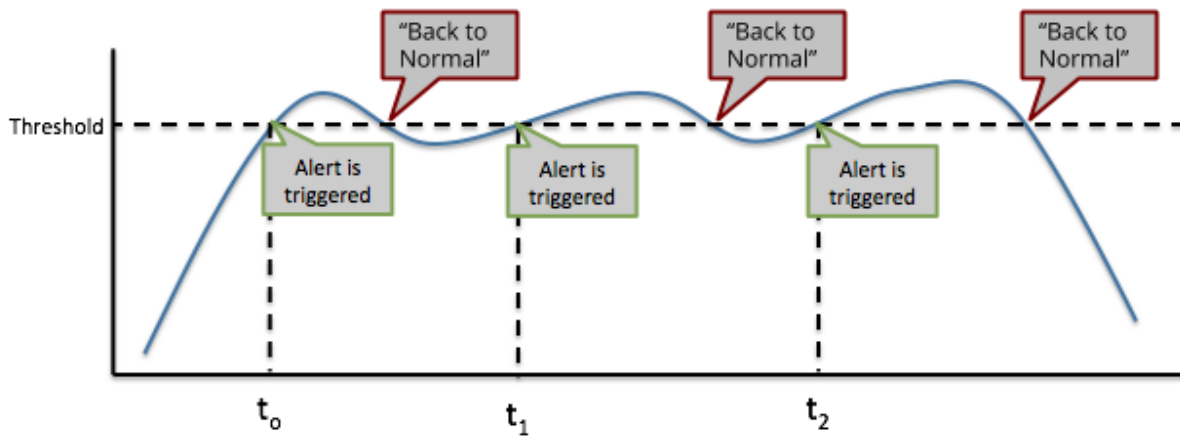 “Back to
Normal”
“Back to
Normal”
“Back to
Normal”
Threshold
Alert is
triggered
Alert is
triggered
Alert is
triggered
to
t1
t2